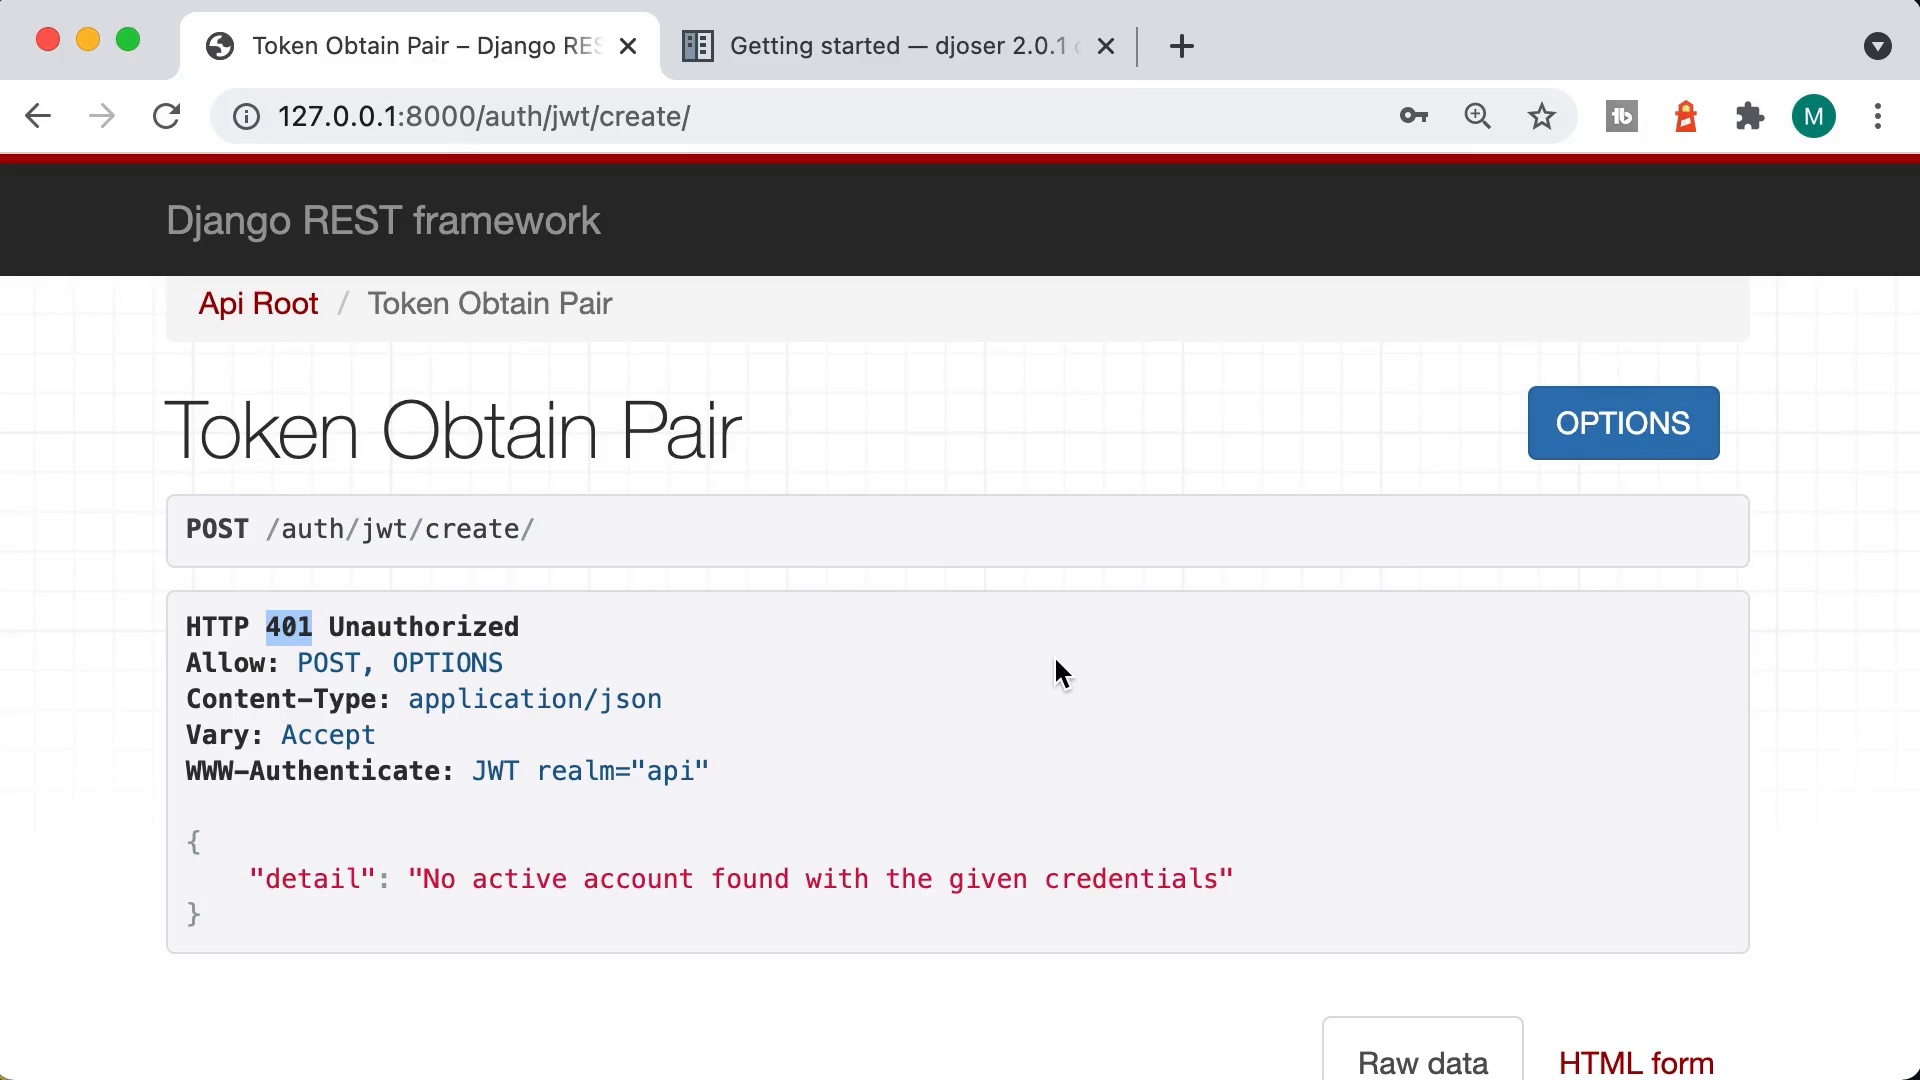 Token Obtain Pair – Django RES
Getting started — djoser 2.0.1
127.0.0.1:8000/auth/jwt/create/
tb
M
Django REST framework
Api Root / Token Obtain Pair
Token Obtain Pair
OPTIONS
POST /auth/jwt/create/
HTTP 401 Unauthorized
Allow: POST, OPTIONS
Content-Type: application/json
Vary: Accept
WWW-Authenticate: JWT realm="api"
{
"detail": "No active account found with the given credentials"
}
Raw data
HTML form